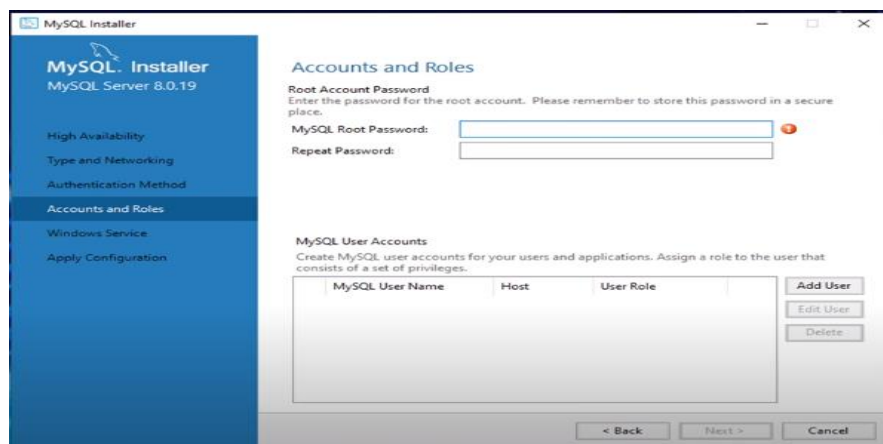 MySQL Installer
MySQL. Installer
MySQL Server 8.0.19
High Availability
Type and Networking
Authentication Method
Accounts and Roles
Windows Service
Apply Configuration
Accounts and Roles
Root Account Password
Enter the password for the root account. Please remember to store this password in a secure
place.
MySQL Root Password:
Repeat Password:
MySQL User Accounts
Create MySQL user accounts for your users and applications. Assign a role to the user that
consists of a set of privileges.
MySQL User Name Host User Role
Add User
Edit User
Delete
< Back Next > Cancel